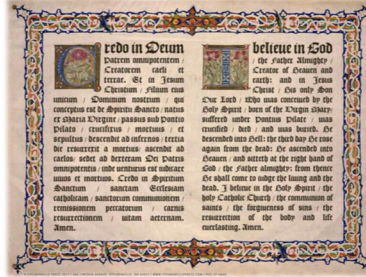 Credo in Deum
Patrem omnipotentem /
Creatorem caeli et
terrae. Et in Jesum
Christum / Filium eius
unicum / Dominum nostrum / qui
conceptus est de Spiritu Sancto / natus
ex Maria Virgine / passus sub Pontio
Pilato / crucifixus / mortuus / et
sepultus / descendit ad inferna / tertia
die resurrexit a mortuis / ascendit ad
caelos / sedet ad dexteram Dei Patris
omnipotentis / inde venturus est iudicare
vivos et mortuos. Credo in Spiritum
Sanctum / sanctam Ecclesiam
catholicam / sanctorum communionem /
remissionem peccatorum / carnis
resurrectionem / vitam aeternam.
Amen.
I believe in God
/ the Father Almighty /
Creator of Heaven and
earth: and in Jesus
Christ / His only Son
Our Lord / Who was conceived by the
Holy Spirit / born of the Virgin Mary:
suffered under Pontius Pilate / was
crucified / died / and was buried. He
descended into Hell: the third day He rose
again from the dead: He ascended into
Heaven / and sitteth at the right hand of
God / the Father almighty: from thence
He shall come to judge the living and the
dead. I believe in the Holy Spirit / the
holy Catholic Church / the communion of
saints / the forgiveness of sins / the
resurrection of the body and life
everlasting. Amen.